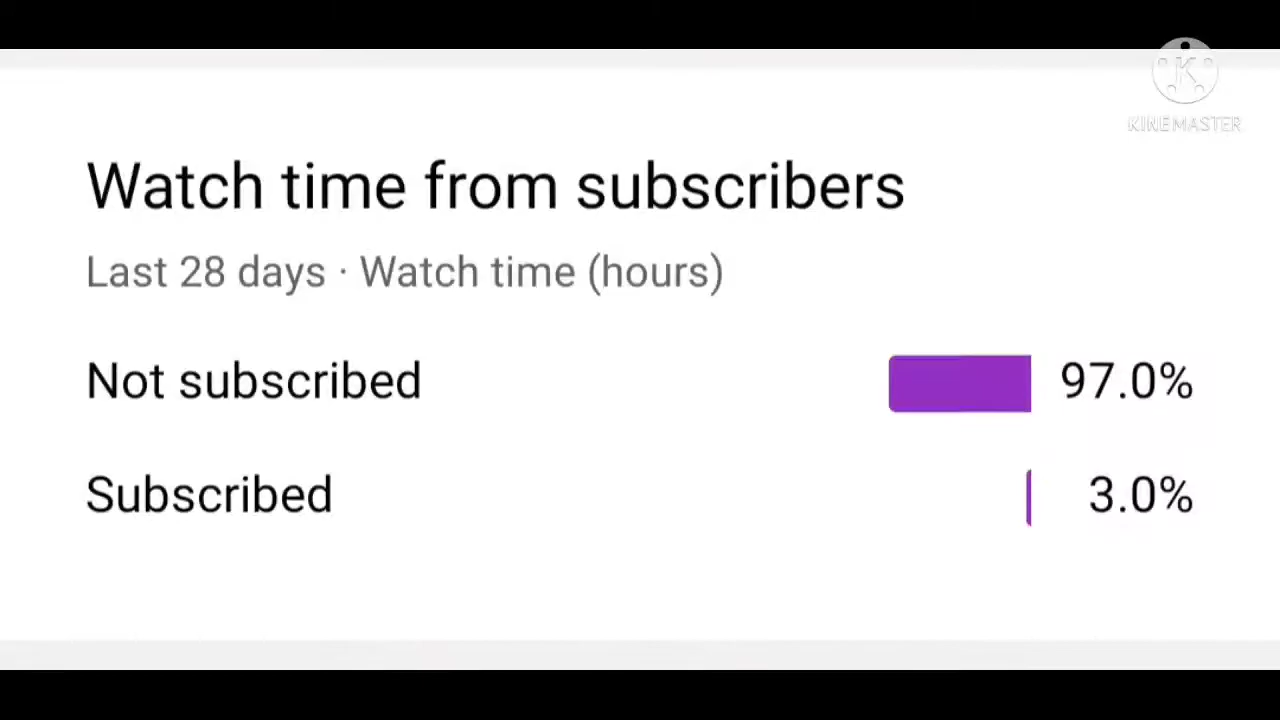 K
KINEMASTER
Watch time from subscribers
Last 28 days · Watch time (hours)
Not subscribed 97.0%
Subscribed 3.0%